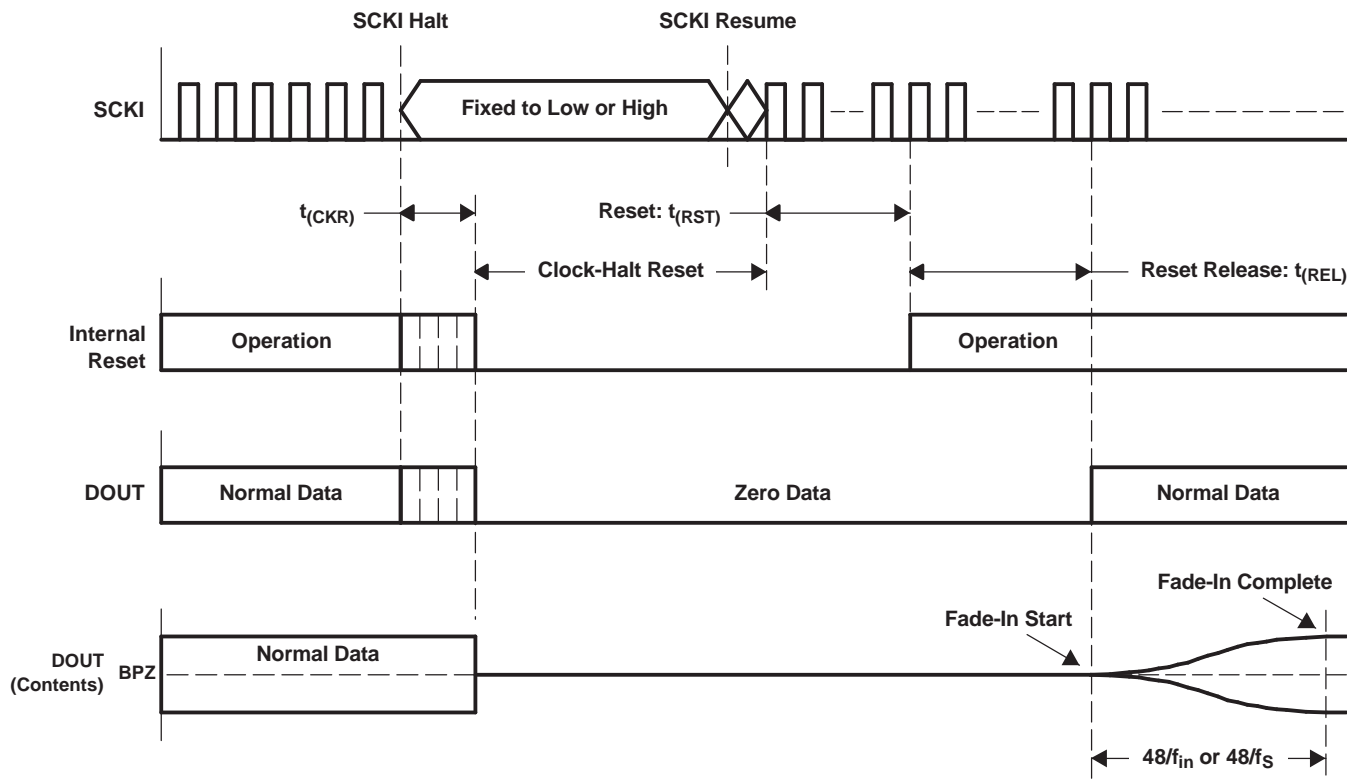 SCKI Halt
SCKI Resume
SCKI
Fixed to Low or High
t(CKR)
Reset: t(RST)
Clock-Halt Reset
Reset Release: t(REL)
Internal
Reset
Operation
Operation
DOUT
Normal Data
Zero Data
Normal Data
Fade-In Complete
Fade-In Start
DOUT
(Contents)
BPZ
Normal Data
48/fin or 48/fS